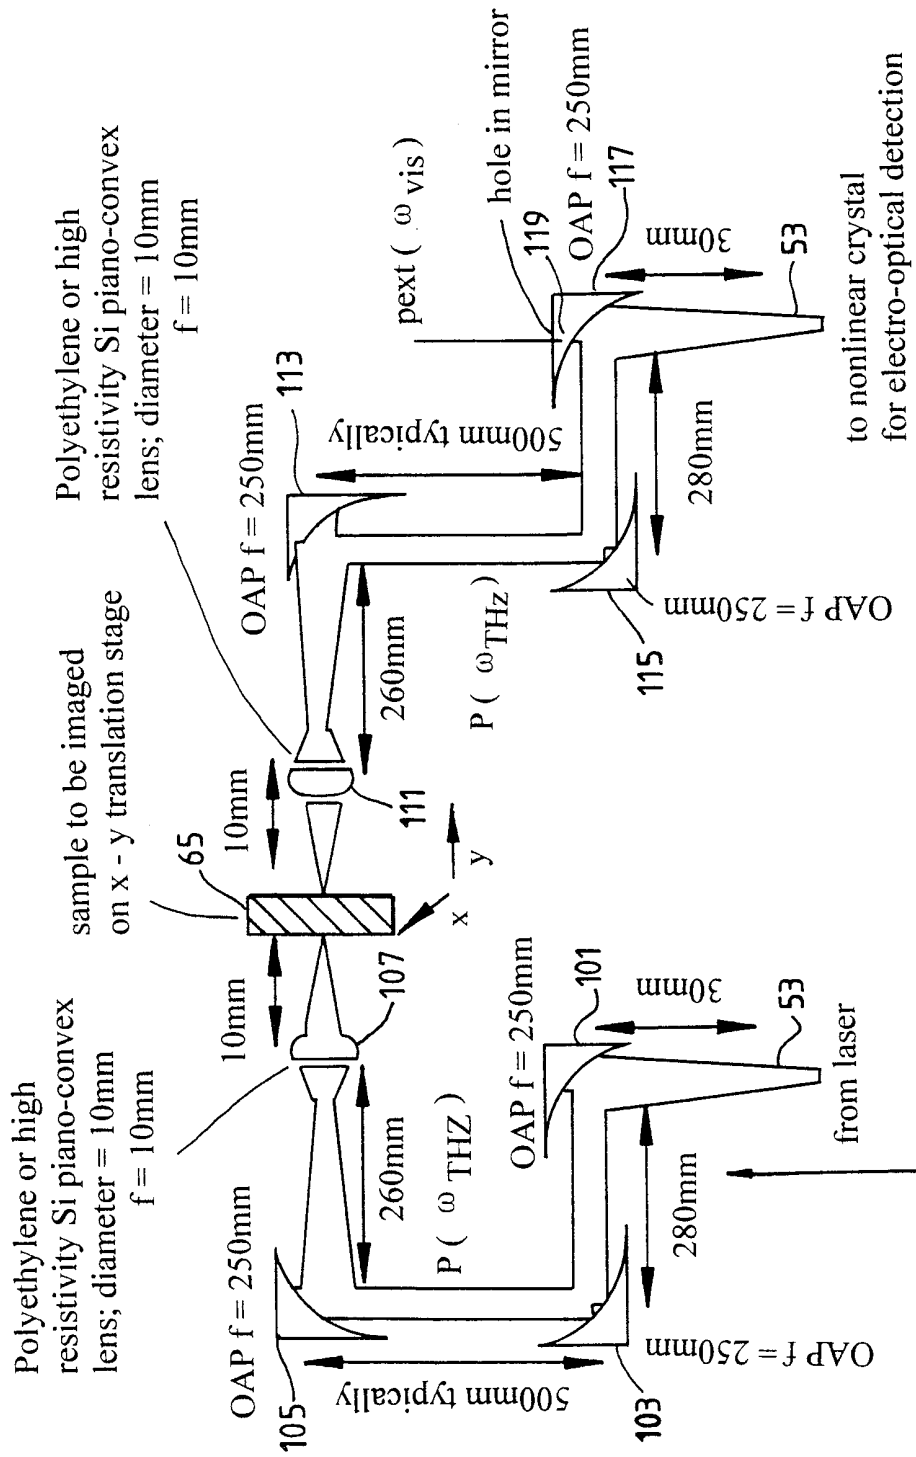 Polyethylene or high
resistivity Si piano-convex
lens; diameter = 10mm
f = 10mm
sample to be imaged
on x - y translation stage
Polyethylene or high
resistivity Si piano-convex
lens; diameter = 10mm
f = 10mm
105
OAP f = 250mm
10mm
65
10mm
OAP f = 250mm
113
107
111
260mm
260mm
x
y
500mm typically
500mm typically
P ( ω THZ )
P ( ω THz )
pext ( ω vis )
hole in mirror
119
OAP f = 250mm
117
OAP f = 250mm
101
103
OAP f = 250mm
280mm
30mm
53
from laser
115
OAP f = 250mm
280mm
30mm
53
to nonlinear crystal
for electro-optical detection